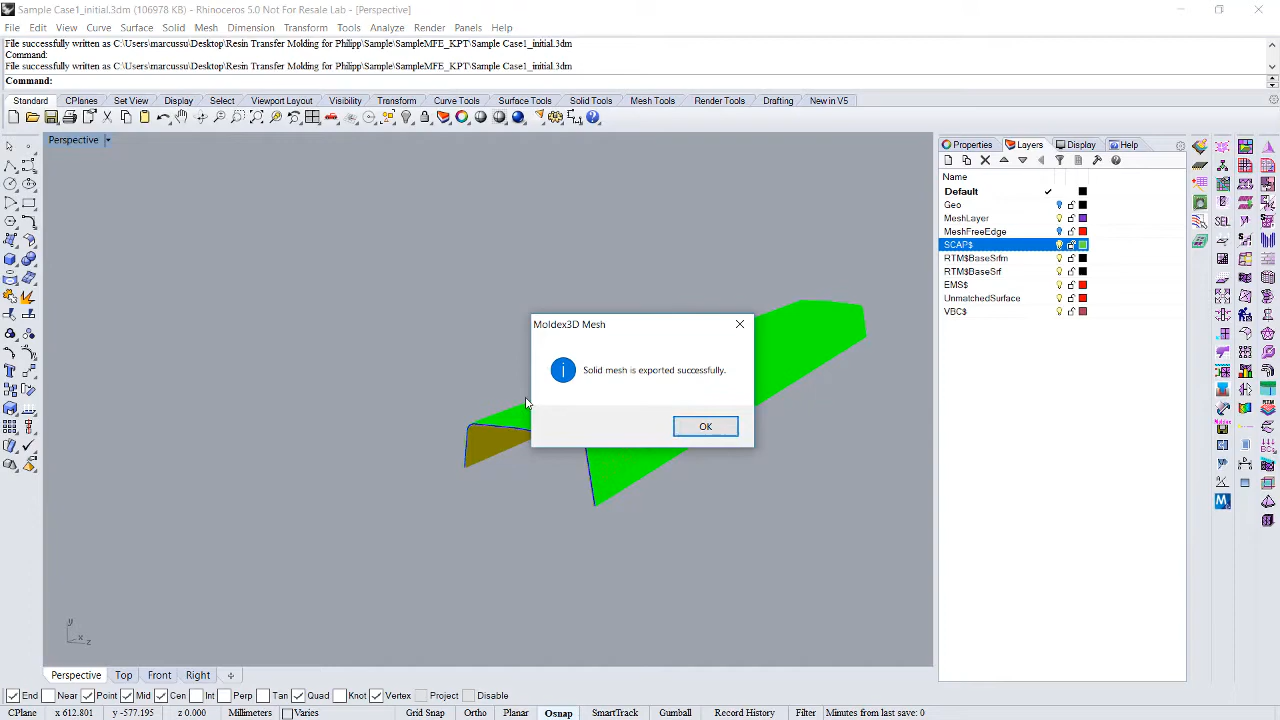 Sample Case1_initial.3dm (106978 KB) - Rhinoceros 5.0 Not For Resale Lab - [Perspective]
File Edit View Curve Surface Solid Mesh Dimension Transform Tools Analyze Render Panels Help
File successfully written as C:\Users\marcussu\Desktop\Resin Transfer Molding for Philipp\Sample\SampleMFE_KPT\Sample Case1_initial.3dm
Command:
File successfully written as C:\Users\marcussu\Desktop\Resin Transfer Molding for Philipp\Sample\SampleMFE_KPT\Sample Case1_initial.3dm
Command:
Standard CPlanes Set View Display Select Viewport Layout Visibility Transform Curve Tools Surface Tools Solid Tools Mesh Tools Render Tools Drafting New in V5
Perspective
Properties Layers Display Help
Name
Default
Geo
MeshLayer
MeshFreeEdge
SCAP$
RTM$BaseSrfm
RTM$BaseSrf
EMS$
UnmatchedSurface
VBC$
SEL
RTM
Moldex
Moldex3D Mesh
Solid mesh is exported successfully.
OK
y
x
z
Perspective Top Front Right
End Near Point Mid Cen Int Perp Tan Quad Knot Vertex Project Disable
CPlane x 612.801 y -577.195 z 0.000 Millimeters Varies Grid Snap Ortho Planar Osnap SmartTrack Gumball Record History Filter Minutes from last save: 0